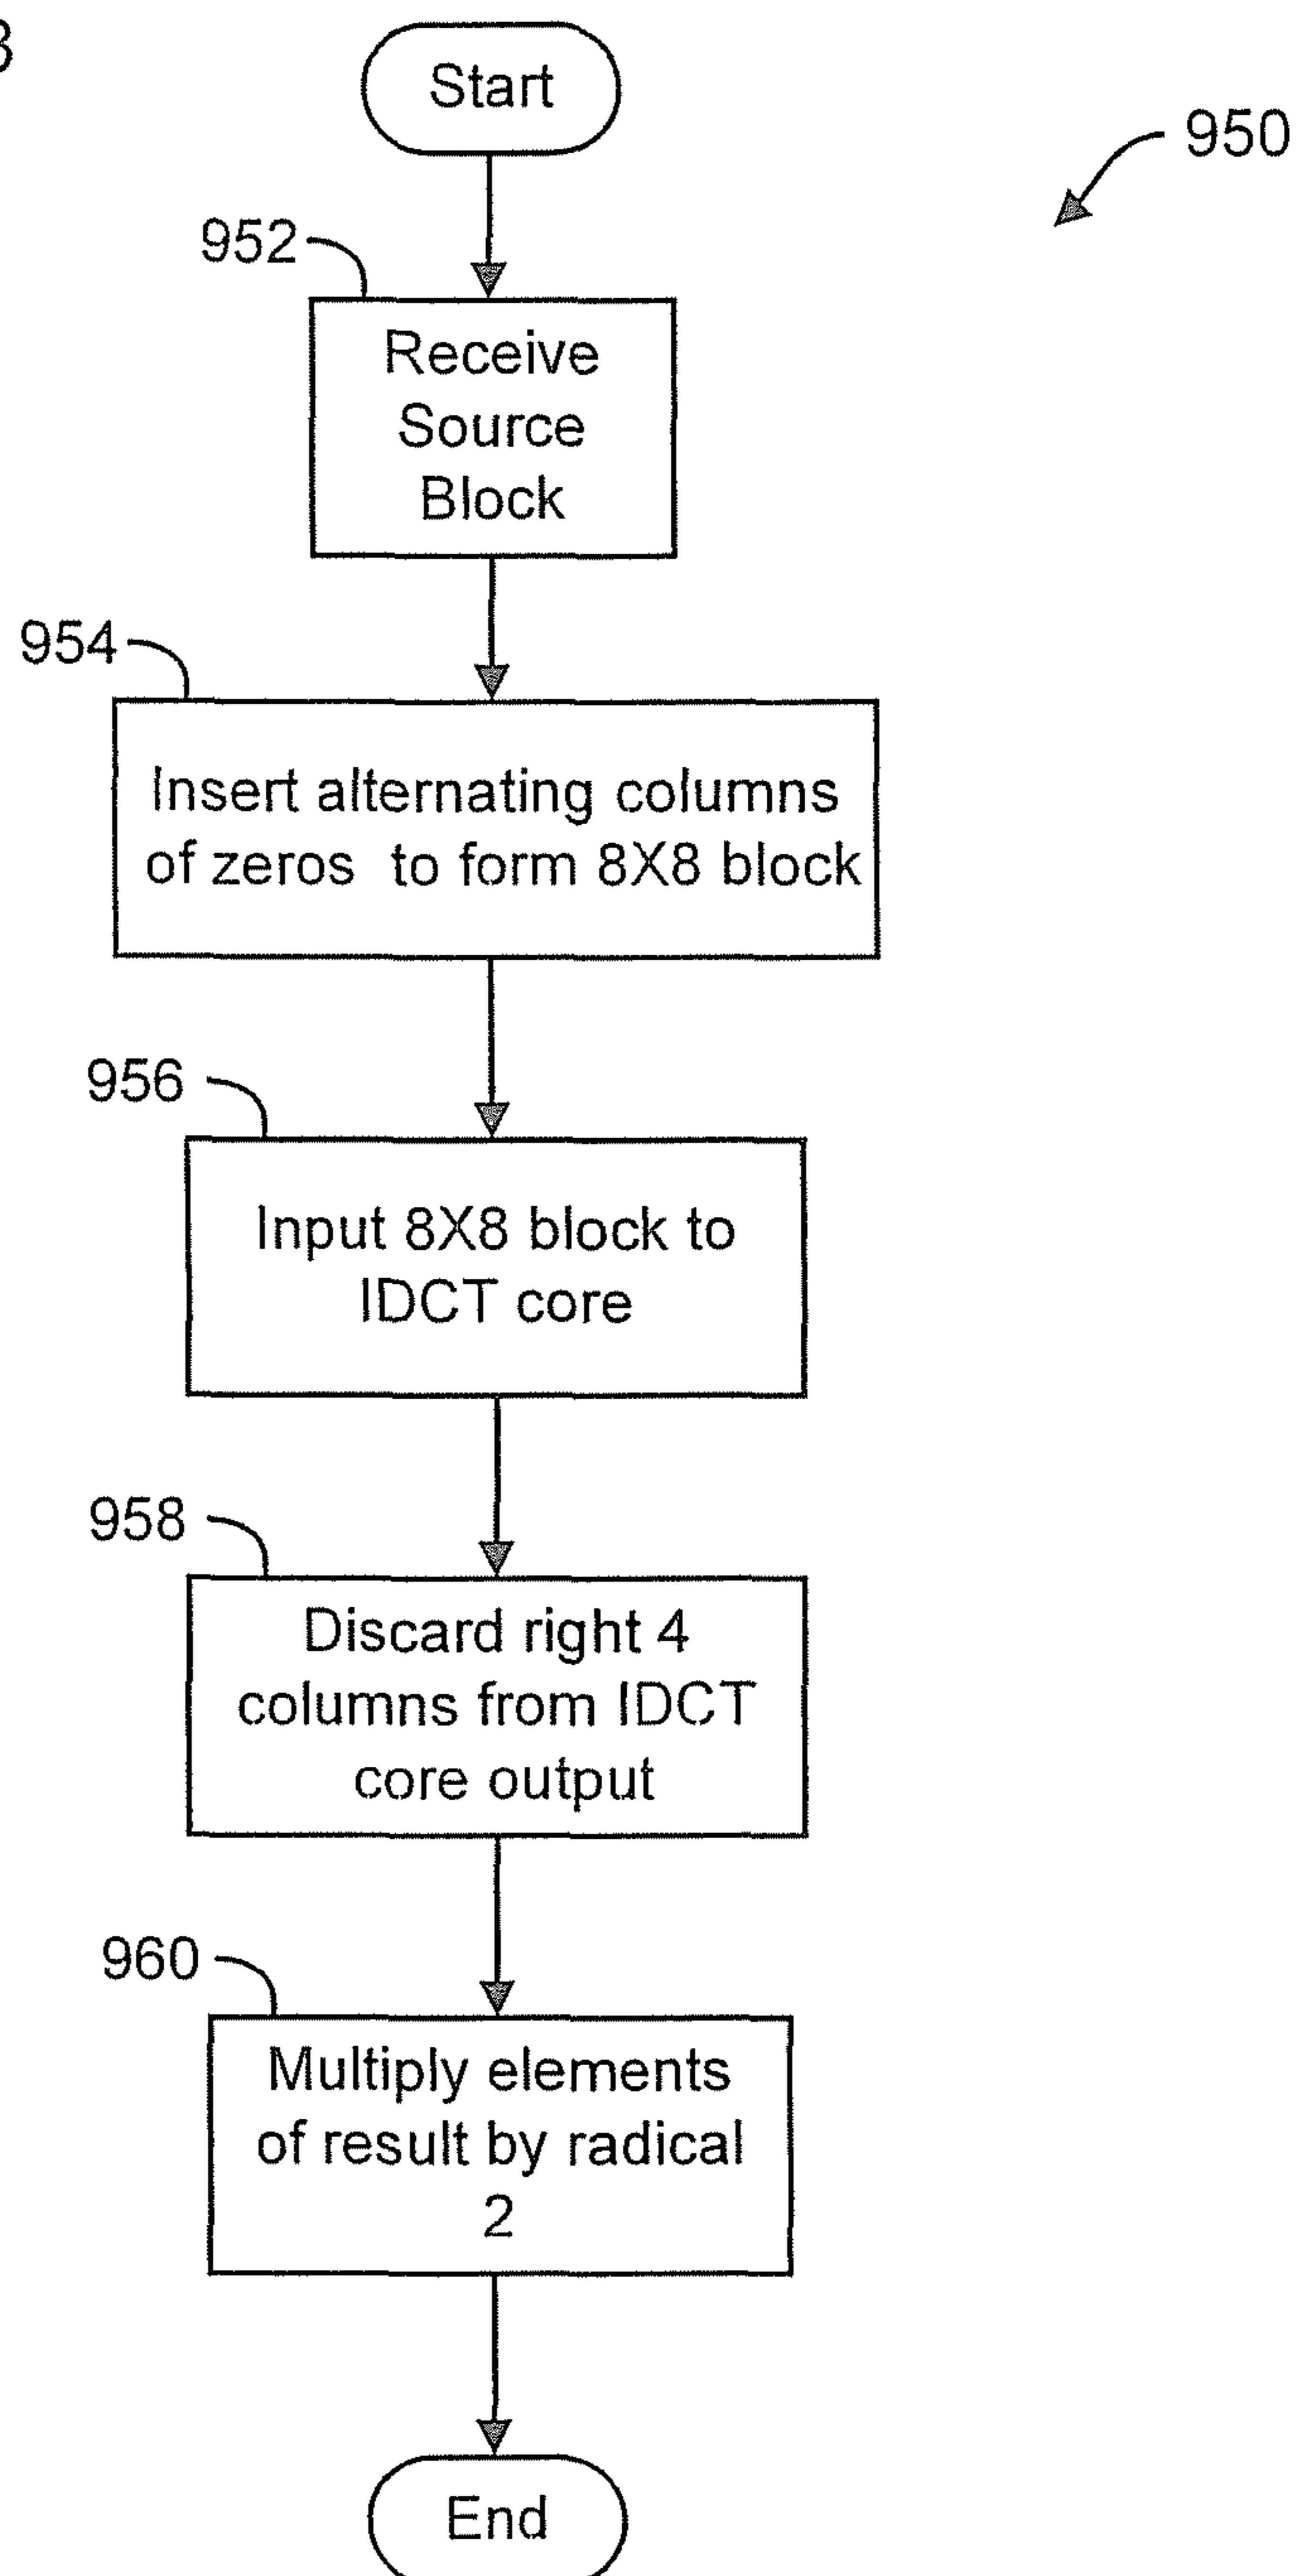 Start
950
952
Receive
Source
Block
954
Insert alternating columns
of zeros to form 8X8 block
956
Input 8X8 block to
IDCT core
958
Discard right 4
columns from IDCT
core output
960
Multiply elements
of result by radical
2
End